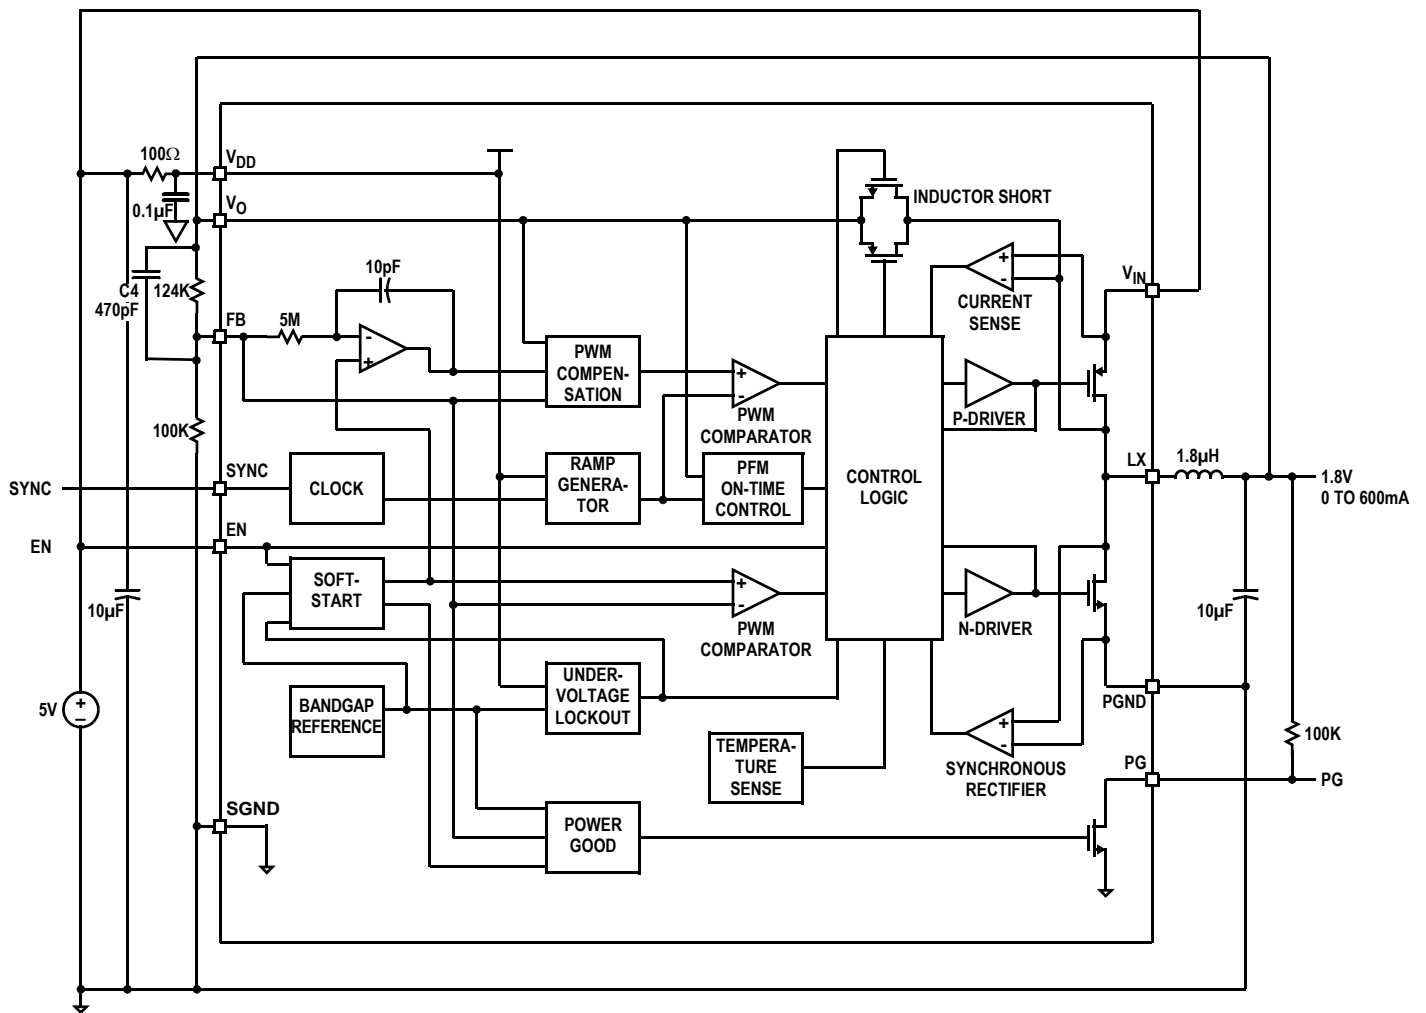 100Ω
V_DD
0.1µF
V_O
INDUCTOR SHORT
10pF
C4
470pF
124K
FB
5M
-
+
+
-
CURRENT
SENSE
V_IN
PWM
COMPEN-
SATION
+
-
PWM
COMPARATOR
P-DRIVER
100K
SYNC
SYNC
CLOCK
RAMP
GENERA-
TOR
PFM
ON-TIME
CONTROL
CONTROL
LOGIC
LX
1.8µH
1.8V
0 TO 600mA
EN
EN
SOFT-
START
+
-
PWM
COMPARATOR
N-DRIVER
10µF
10µF
5V
+
–
BANDGAP
REFERENCE
UNDER-
VOLTAGE
LOCKOUT
PGND
TEMPERA-
TURE
SENSE
+
-
SYNCHRONOUS
RECTIFIER
100K
PG
PG
SGND
POWER
GOOD